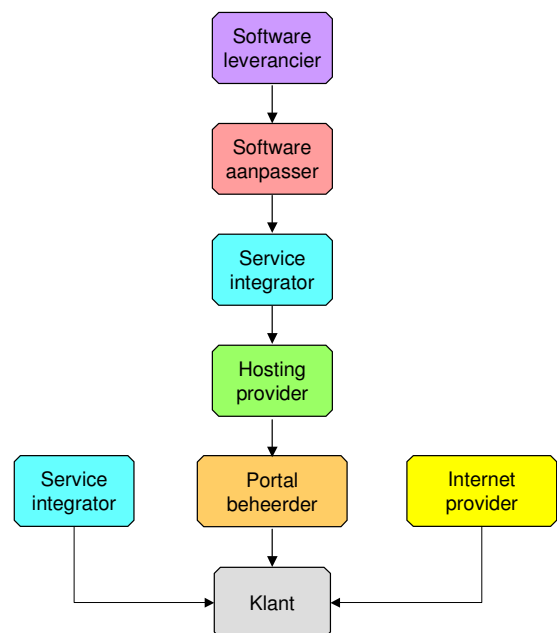 Software
leverancier
Software
aanpasser
Service
integrator
Hosting
provider
Service
integrator
Portal
beheerder
Internet
provider
Klant